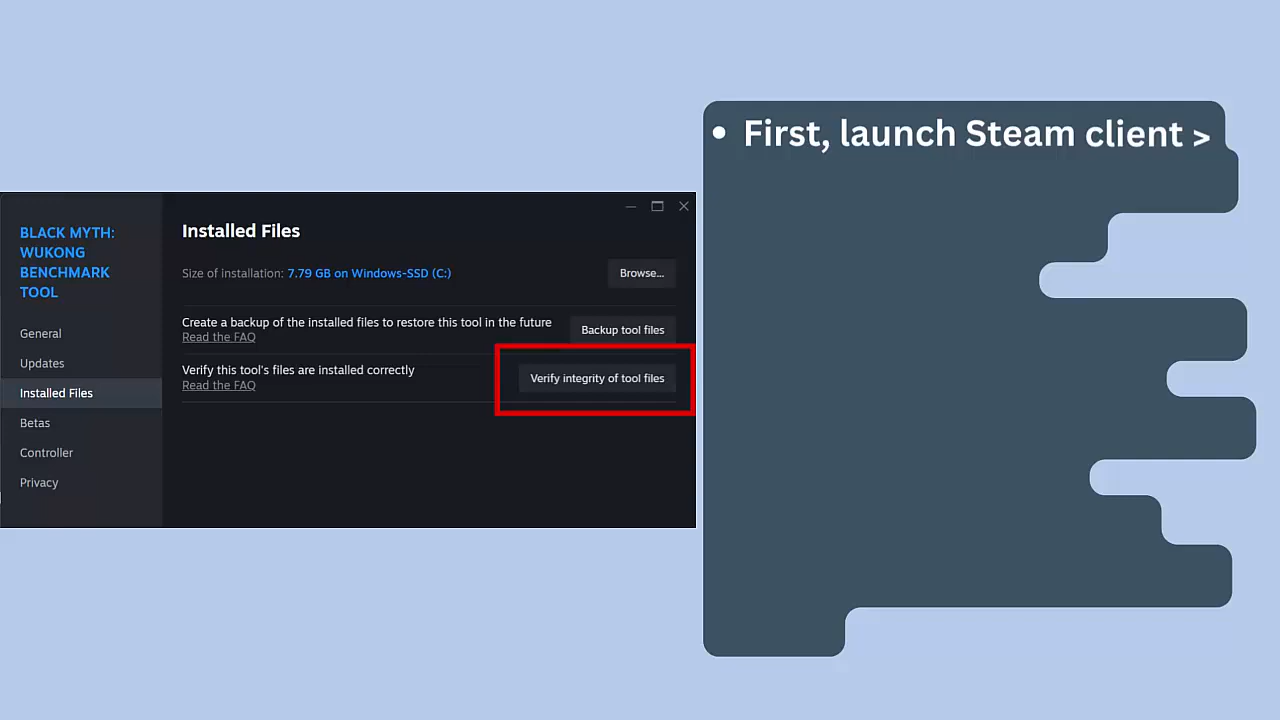 BLACK MYTH:
WUKONG
BENCHMARK
TOOL
General
Updates
Installed Files
Betas
Controller
Privacy
Installed Files
Size of installation: 7.79 GB on Windows-SSD (C:)
Browse...
Create a backup of the installed files to restore this tool in the future
Read the FAQ
Backup tool files
Verify this tool's files are installed correctly
Read the FAQ
Verify integrity of tool files
• First, launch Steam client >